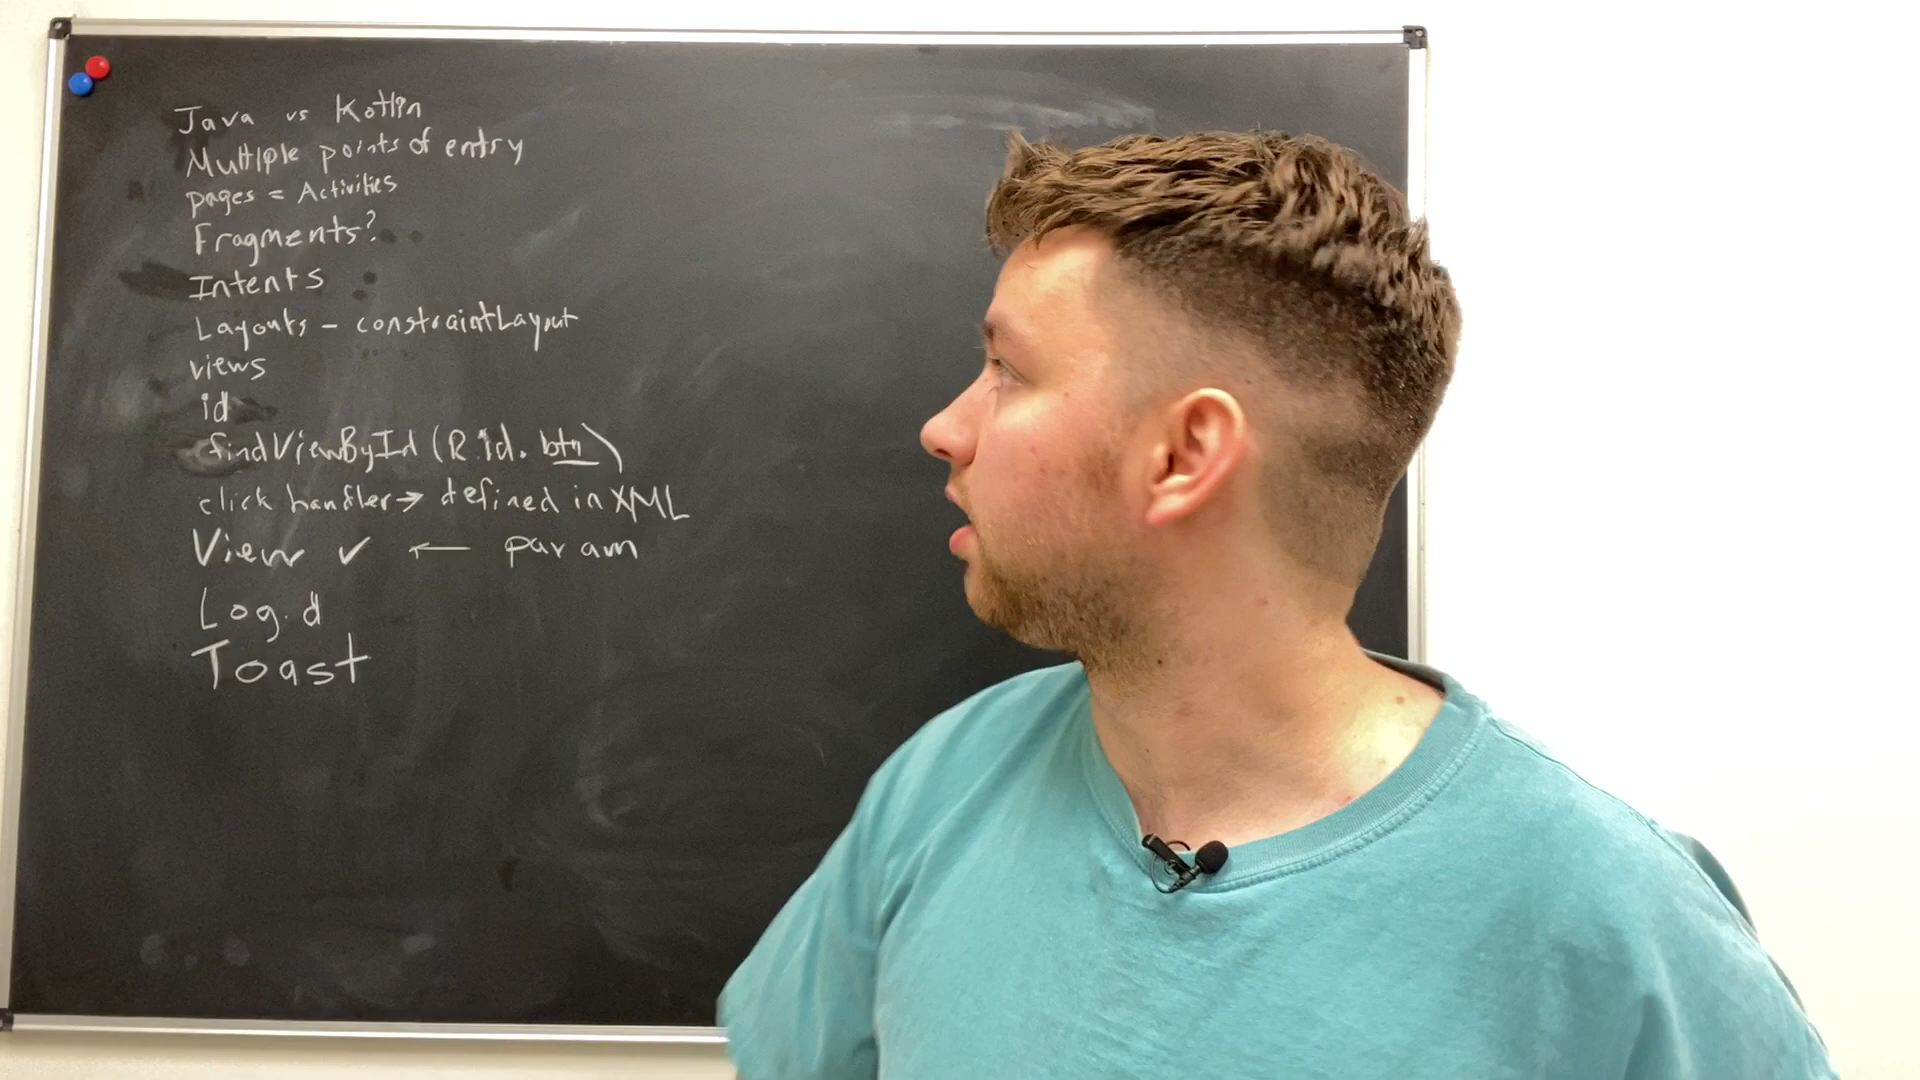 Java vs Kotlin
Multiple points of entry
pages = Activities
Fragments?
Intents
Layouts - constraintLayout
views
id
findViewById (R.id.btn)
click handler → defined in XML
View v ← param
Log.d
Toast